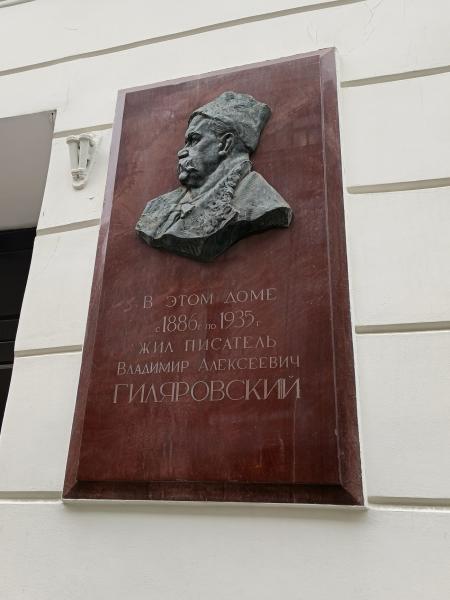 В ЭТОМ ДОМЕ
с 1886 г. по 1935 г.
ЖИЛ ПИСАТЕЛЬ
ВЛАДИМИР АЛЕКСЕЕВИЧ
ГИЛЯРОВСКИЙ